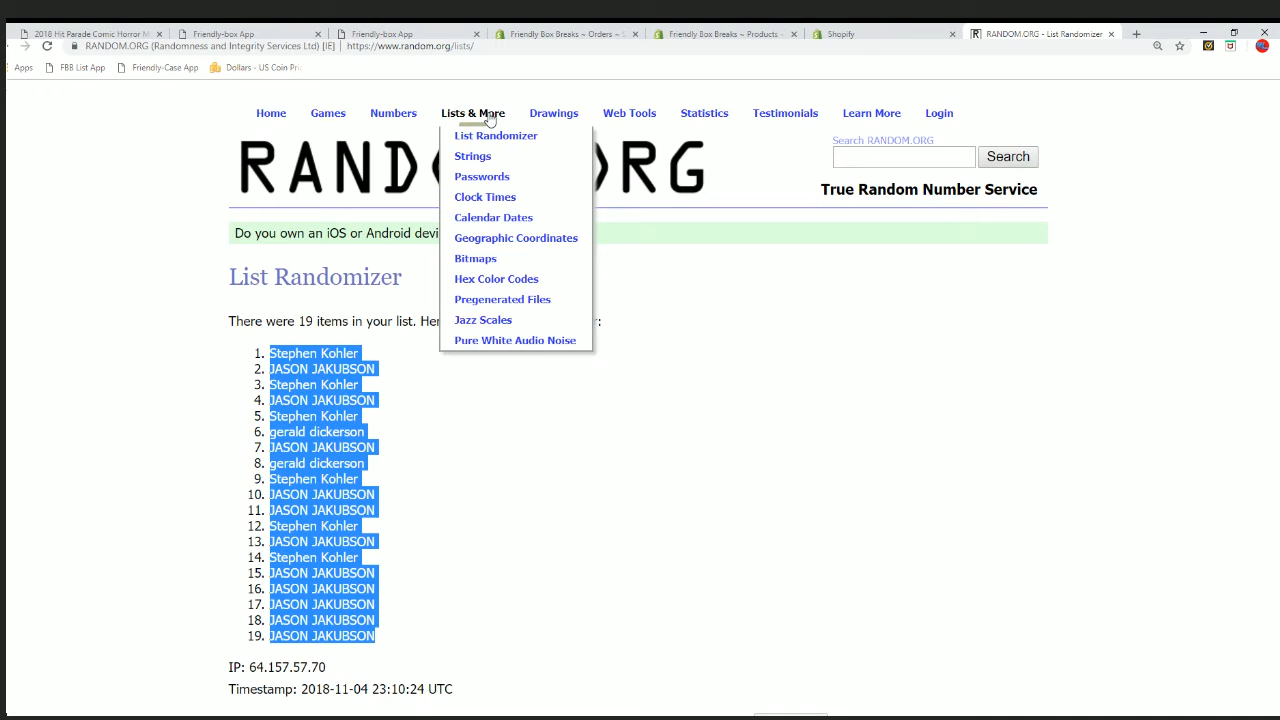 2018 Hit Parade Comic Horror M
Friendly-box App
Friendly-box App
Friendly Box Breaks ~ Orders ~ S
Friendly Box Breaks ~ Products ~
Shopify
RANDOM.ORG - List Randomizer
RANDOM.ORG (Randomness and Integrity Services Ltd) [IE] | https://www.random.org/lists/
Apps
FBB List App
Friendly-Case App
Dollars - US Coin Pric
Home
Games
Numbers
Lists & More
Drawings
Web Tools
Statistics
Testimonials
Learn More
Login
List Randomizer
Strings
Passwords
Clock Times
Calendar Dates
Geographic Coordinates
Bitmaps
Hex Color Codes
Pregenerated Files
Jazz Scales
Pure White Audio Noise
RAND RG
Search RANDOM.ORG
Search
True Random Number Service
Do you own an iOS or Android devi
List Randomizer
There were 19 items in your list. Her r:
1. Stephen Kohler
2. JASON JAKUBSON
3. Stephen Kohler
4. JASON JAKUBSON
5. Stephen Kohler
6. gerald dickerson
7. JASON JAKUBSON
8. gerald dickerson
9. Stephen Kohler
10. JASON JAKUBSON
11. JASON JAKUBSON
12. Stephen Kohler
13. JASON JAKUBSON
14. Stephen Kohler
15. JASON JAKUBSON
16. JASON JAKUBSON
17. JASON JAKUBSON
18. JASON JAKUBSON
19. JASON JAKUBSON
IP: 64.157.57.70
Timestamp: 2018-11-04 23:10:24 UTC